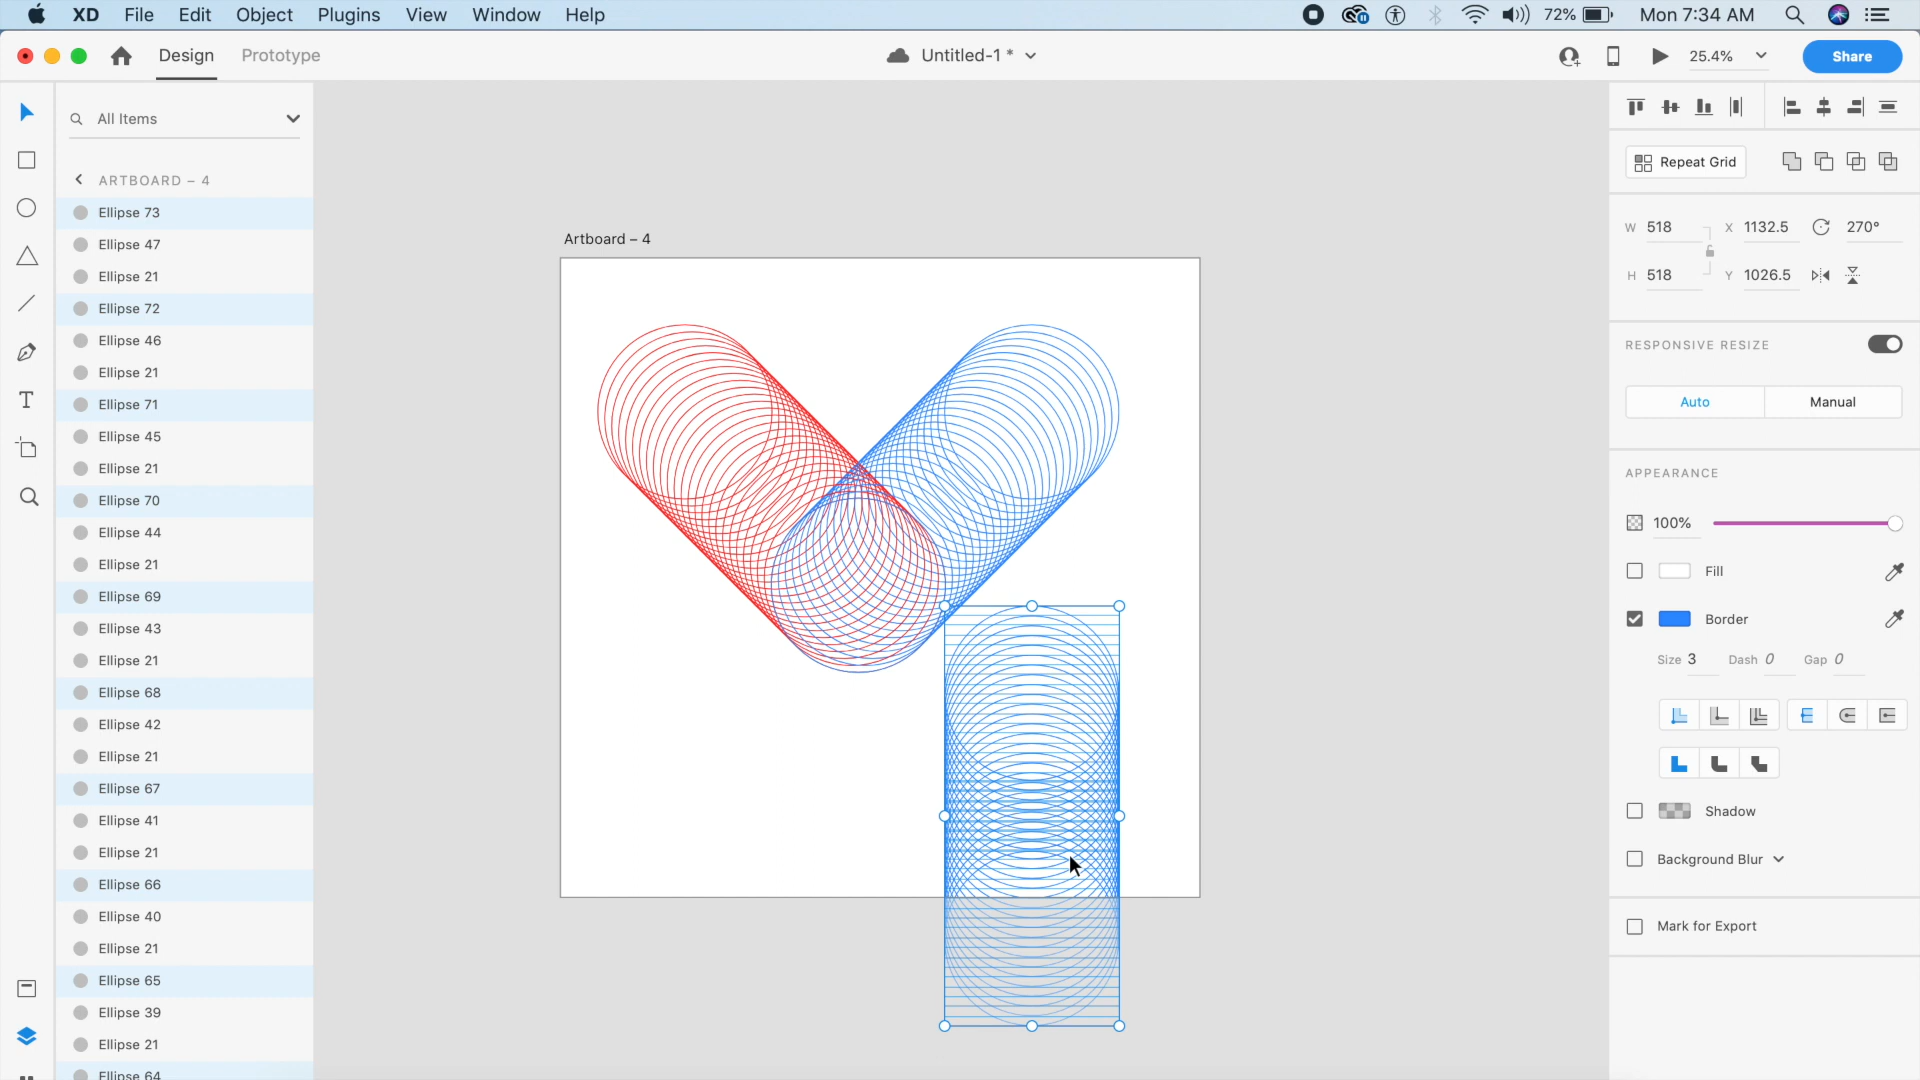 XD File Edit Object Plugins View Window Help 72% Mon 7:34 AM
Design Prototype Untitled-1 * 25.4% Share
All Items
ARTBOARD – 4
Ellipse 73
Ellipse 47
Ellipse 21
Ellipse 72
Ellipse 46
Ellipse 21
Ellipse 71
Ellipse 45
Ellipse 21
Ellipse 70
Ellipse 44
Ellipse 21
Ellipse 69
Ellipse 43
Ellipse 21
Ellipse 68
Ellipse 42
Ellipse 21
Ellipse 67
Ellipse 41
Ellipse 21
Ellipse 66
Ellipse 40
Ellipse 21
Ellipse 65
Ellipse 39
Ellipse 21
Ellipse 64
Artboard – 4
Repeat Grid
W 518 X 1132.5 270°
H 518 Y 1026.5
RESPONSIVE RESIZE
Auto Manual
APPEARANCE
100%
Fill
Border
Size 3 Dash 0 Gap 0
Shadow
Background Blur
Mark for Export